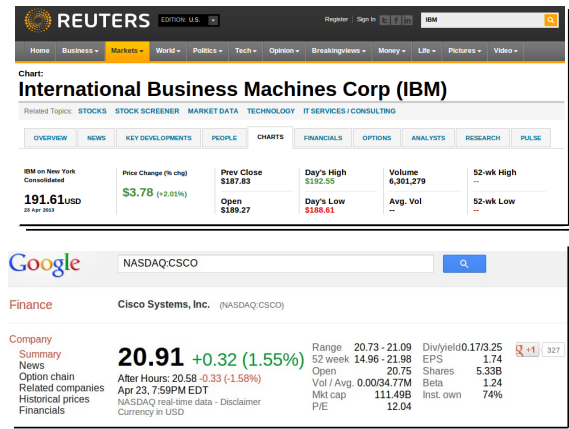 REUTERS EDITION: U.S. Register Sign In IBM
Home Business Markets World Politics Tech Opinion Breakingviews Money Life Pictures Video
Chart:
International Business Machines Corp (IBM)
Related Topics: STOCKS STOCK SCREENER MARKET DATA TECHNOLOGY IT SERVICES / CONSULTING
OVERVIEW NEWS KEY DEVELOPMENTS PEOPLE CHARTS FINANCIALS OPTIONS ANALYSTS RESEARCH PULSE
IBM on New York
Consolidated
191.61USD
23 Apr 2013
Price Change (% chg)
$3.78 (+2.01%)
Prev Close
$187.83
Open
$189.27
Day's High
$192.55
Day's Low
$188.61
Volume
6,301,279
Avg. Vol
--
52-wk High
--
52-wk Low
--
Google NASDAQ:CSCO
Finance Cisco Systems, Inc. (NASDAQ:CSCO)
Company
Summary
News
Option chain
Related companies
Historical prices
Financials
20.91 +0.32 (1.55%)
After Hours: 20.58 -0.33 (-1.58%)
Apr 23, 7:59PM EDT
NASDAQ real-time data - Disclaimer
Currency in USD
Range 20.73 - 21.09
52 week 14.96 - 21.98
Open 20.75
Vol / Avg. 0.00/34.77M
Mkt cap 111.49B
P/E 12.04
Div/yield 0.17/3.25
EPS 1.74
Shares 5.33B
Beta 1.24
Inst. own 74%
g +1 327